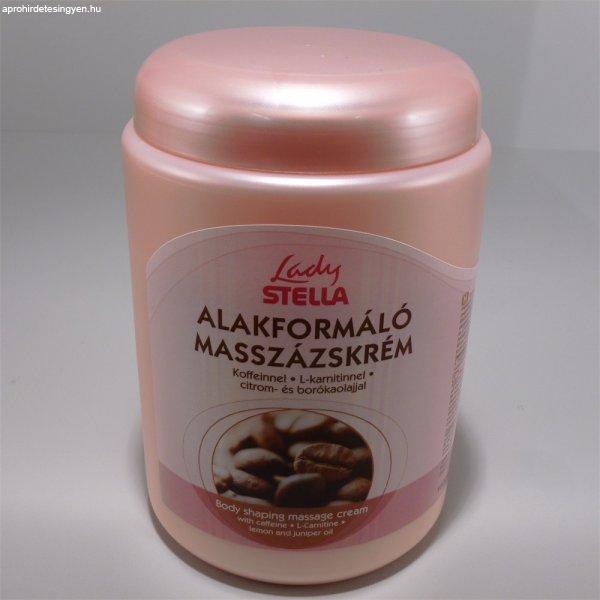 aprohirdetesingyen.hu
Lady
STELLA
ALAKFORMÁLÓ
MASSZÁZSKRÉM
Koffeinnel • L-karnitinnel •
citrom- és borókaolajjal
Body shaping massage cream
with caffeine • L-Carnitine •
lemon and juniper oil